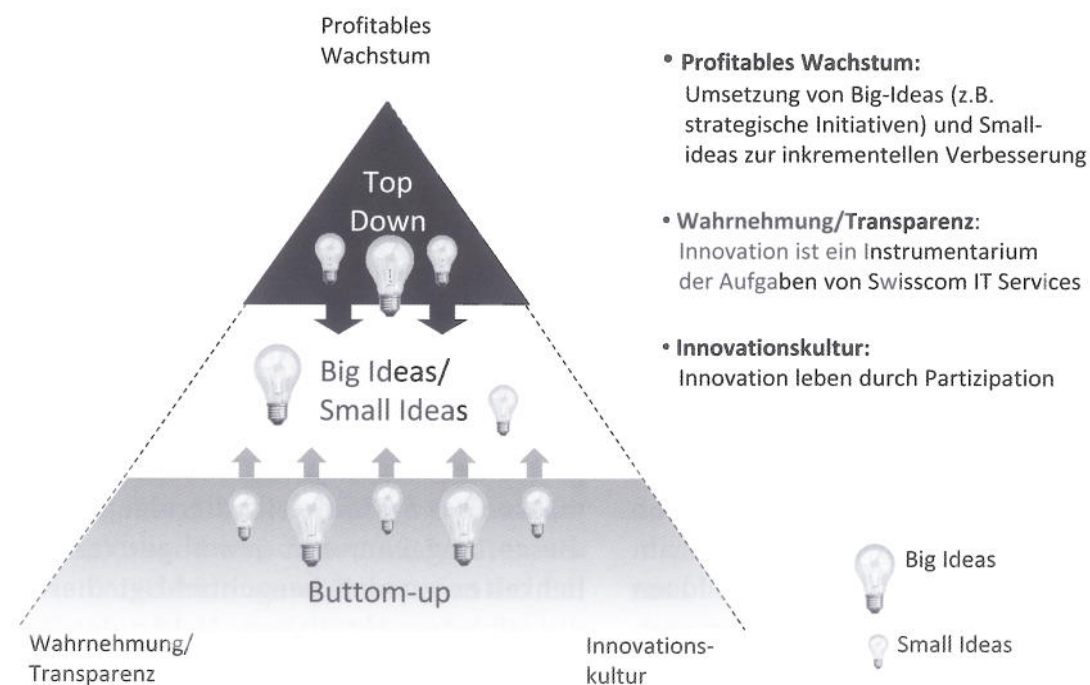 Profitables
Wachstum
Top
Down
Big Ideas/
Small Ideas
Buttom-up
Wahrnehmung/
Transparenz
Innovations-
kultur
• Profitables Wachstum:
Umsetzung von Big-Ideas (z.B.
strategische Initiativen) und Small-
ideas zur inkrementellen Verbesserung
• Wahrnehmung/Transparenz:
Innovation ist ein Instrumentarium
der Aufgaben von Swisscom IT Services
• Innovationskultur:
Innovation leben durch Partizipation
Big Ideas
Small Ideas